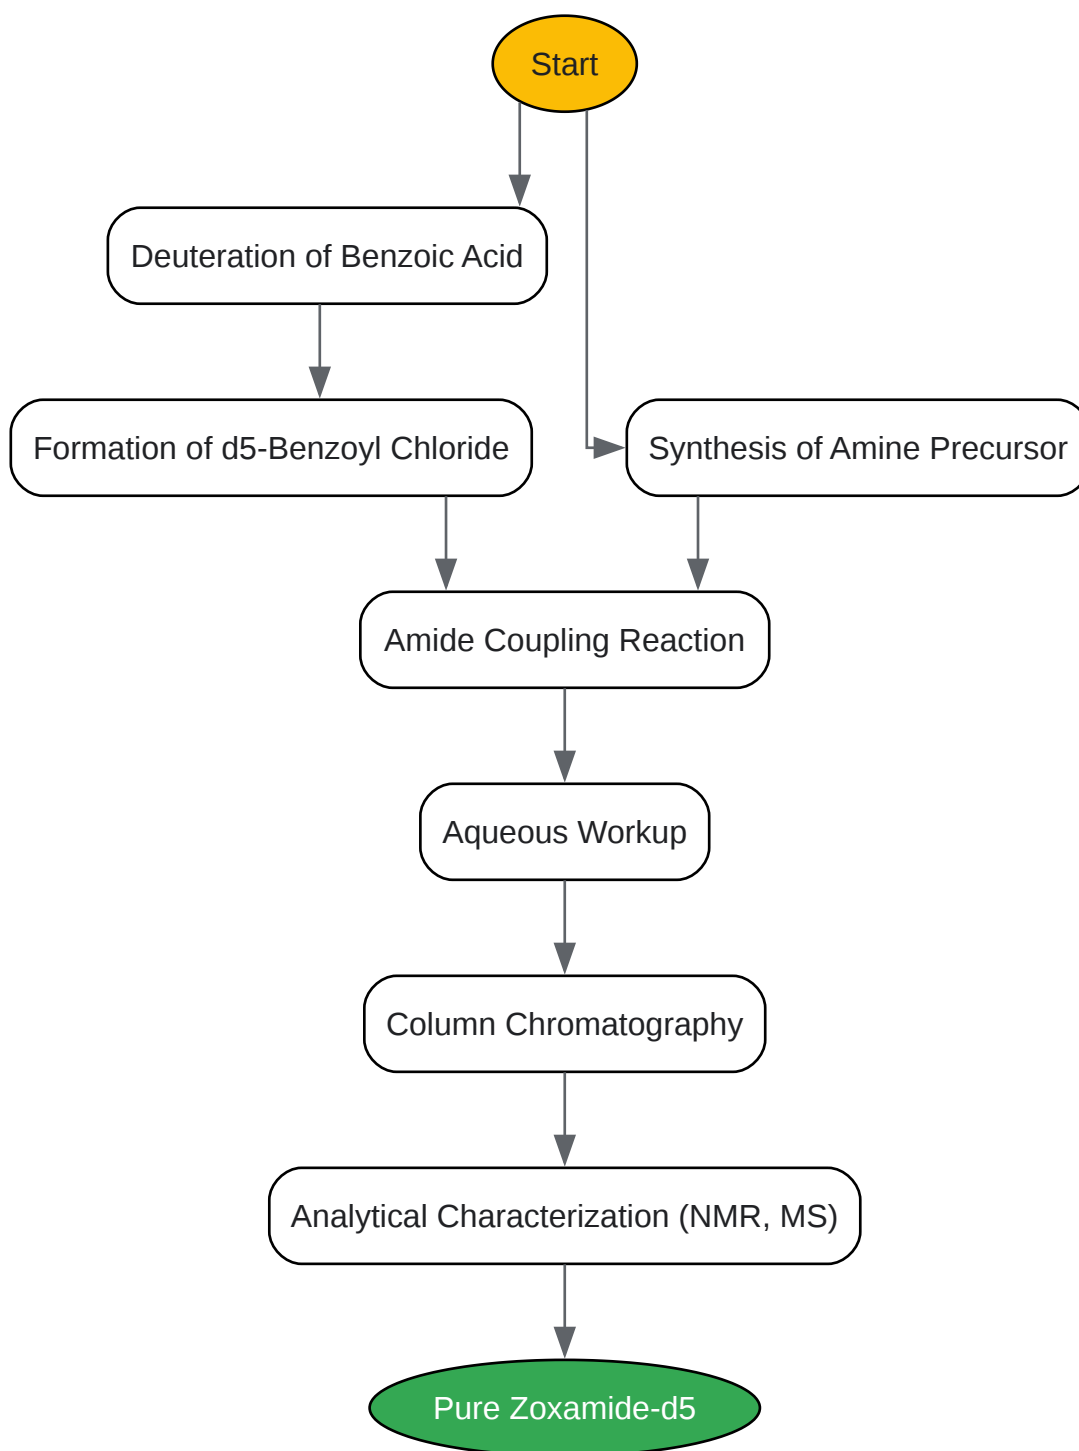 Start
Deuteration of Benzoic Acid
Formation of d5-Benzoyl Chloride
Synthesis of Amine Precursor
Amide Coupling Reaction
Aqueous Workup
Column Chromatography
Analytical Characterization (NMR, MS)
Pure Zoxamide-d5